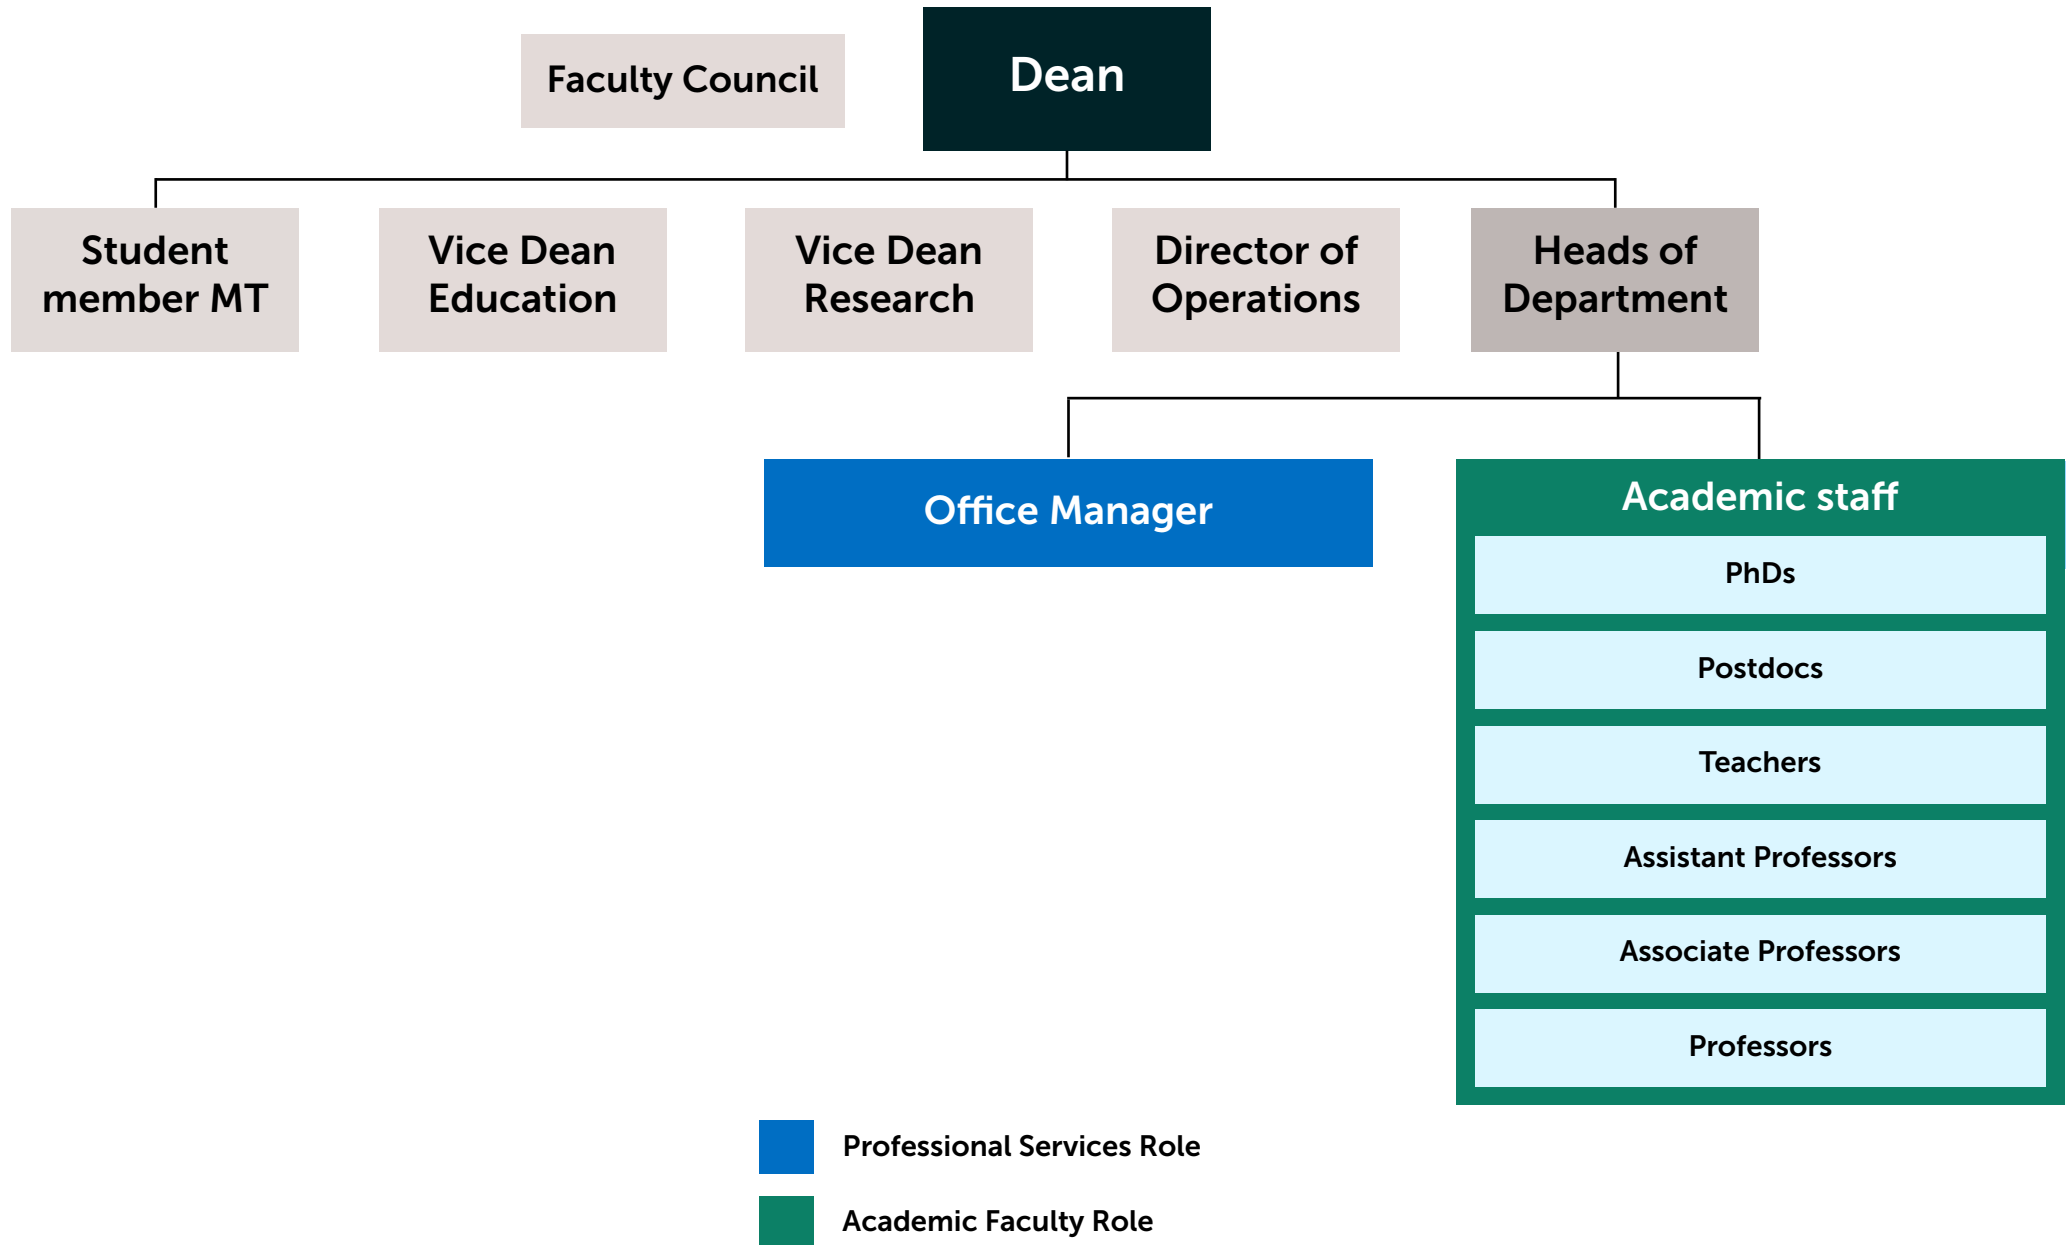 Faculty Council
Dean
Student
member MT
Vice Dean
Education
Vice Dean
Research
Director of
Operations
Heads of
Department
Office Manager
Academic staff
PhDs
Postdocs
Teachers
Assistant Professors
Associate Professors
Professors
Professional Services Role
Academic Faculty Role